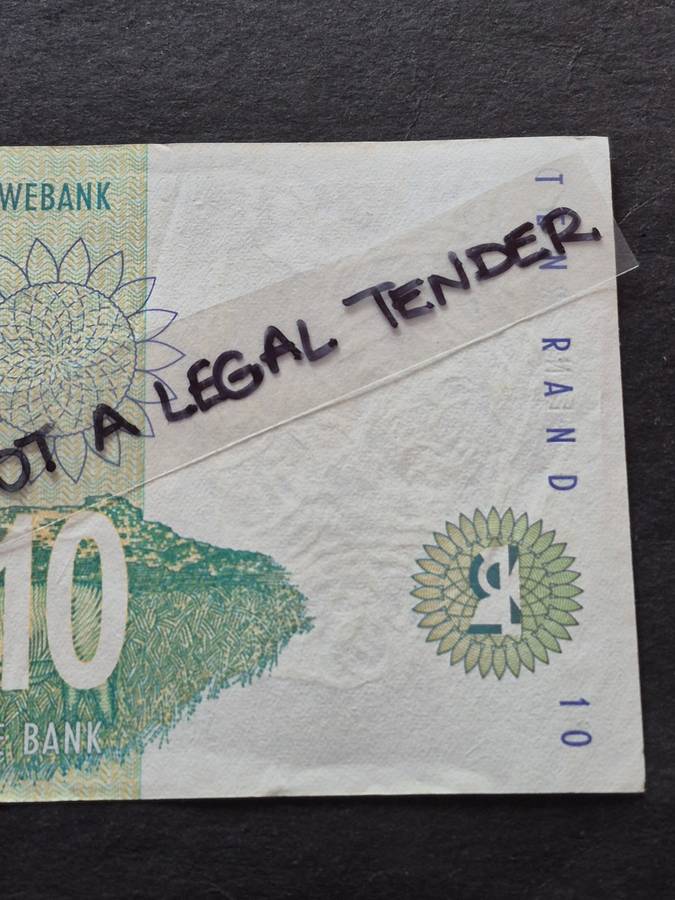 WEBANK
OT A LEGAL TENDER
TEN RAND
10
E BANK
10